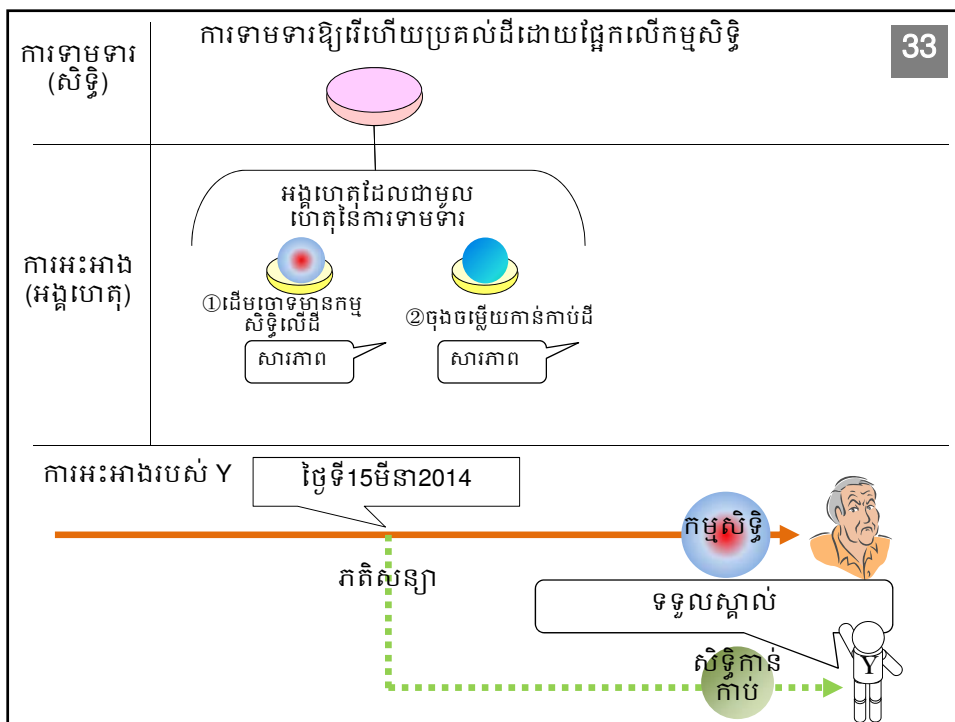 ការទាមទារឱ្យរើហើយប្រគល់ដីដោយផ្អែកលើកម្មសិទ្ធិ
33
ការទាមទារ
(សិទ្ធិ)
អង្គហេតុដែលជាមូល
ហេតុនៃការទាមទារ
ការអះអាង
(អង្គហេតុ)
①ដើមចោទមានកម្ម
សិទ្ធិលើដី
②ចុងចម្លើយកាន់កាប់ដី
សារភាព
សារភាព
ការអះអាងរបស់ Y
ថ្ងៃទី15មីនា2014
កម្មសិទ្ធិ
ភតិសន្យា
ទទួលស្គាល់
សិទ្ធិកាន់
កាប់
Y